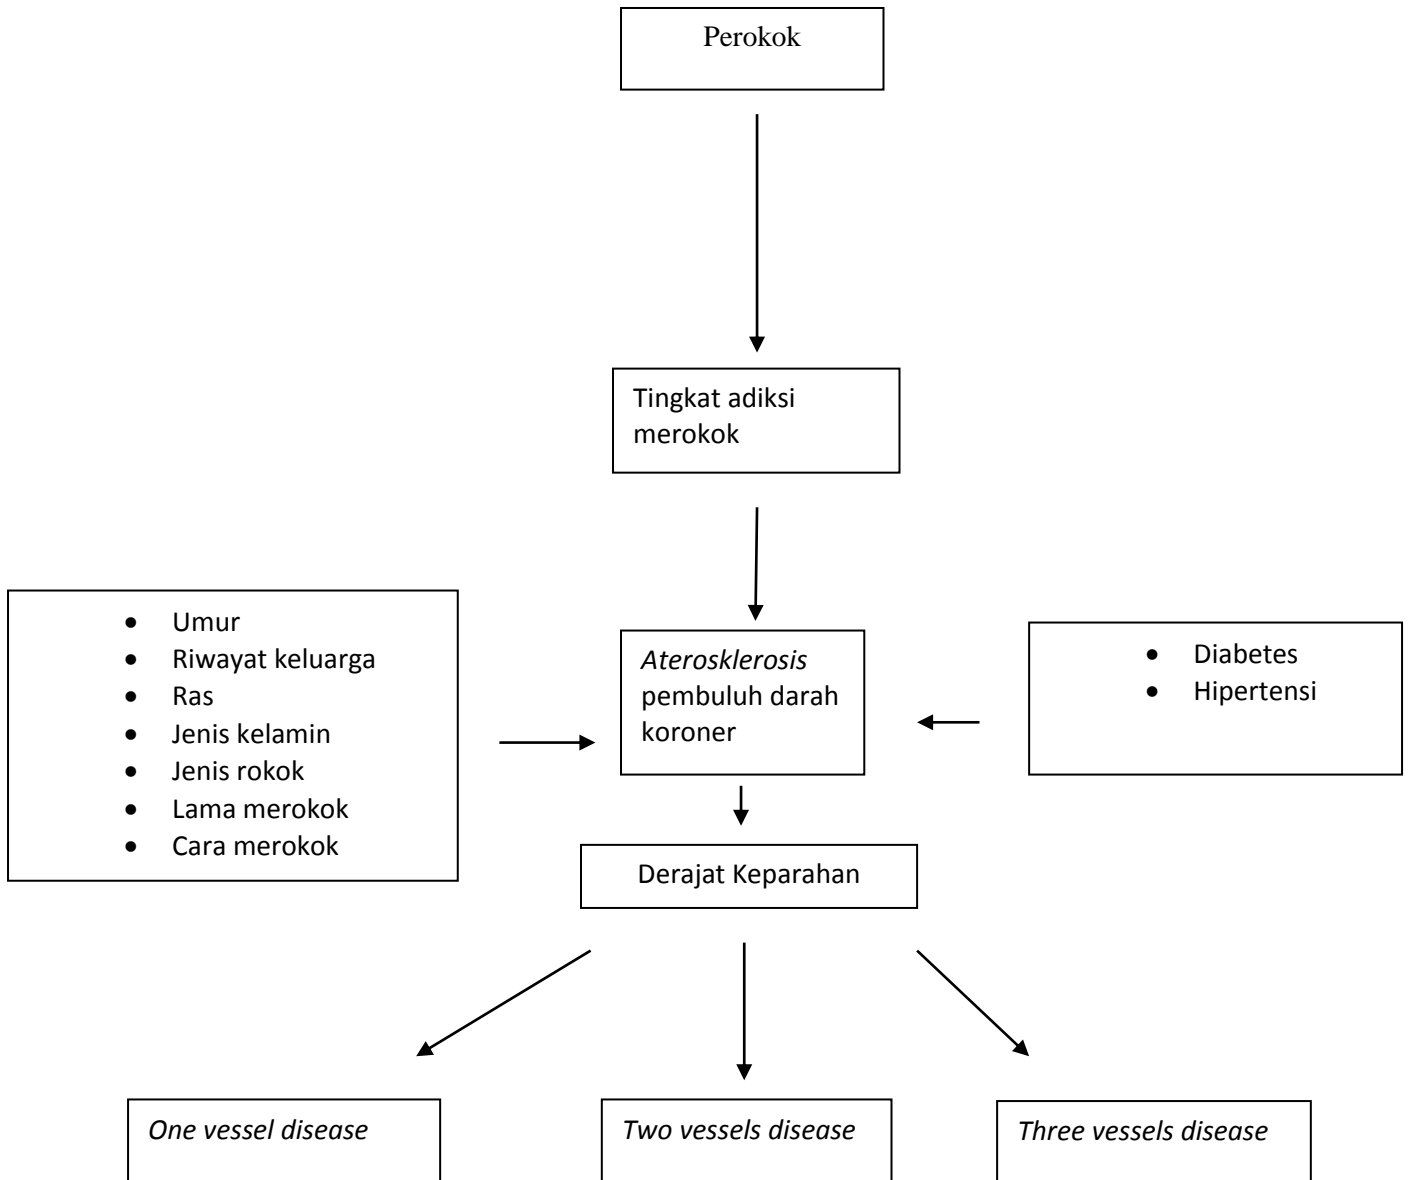 Perokok
Tingkat adiksi
merokok
• Umur
• Riwayat keluarga
• Ras
• Jenis kelamin
• Jenis rokok
• Lama merokok
• Cara merokok
Aterosklerosis
pembuluh darah
koroner
• Diabetes
• Hipertensi
Derajat Keparahan
One vessel disease
Two vessels disease
Three vessels disease